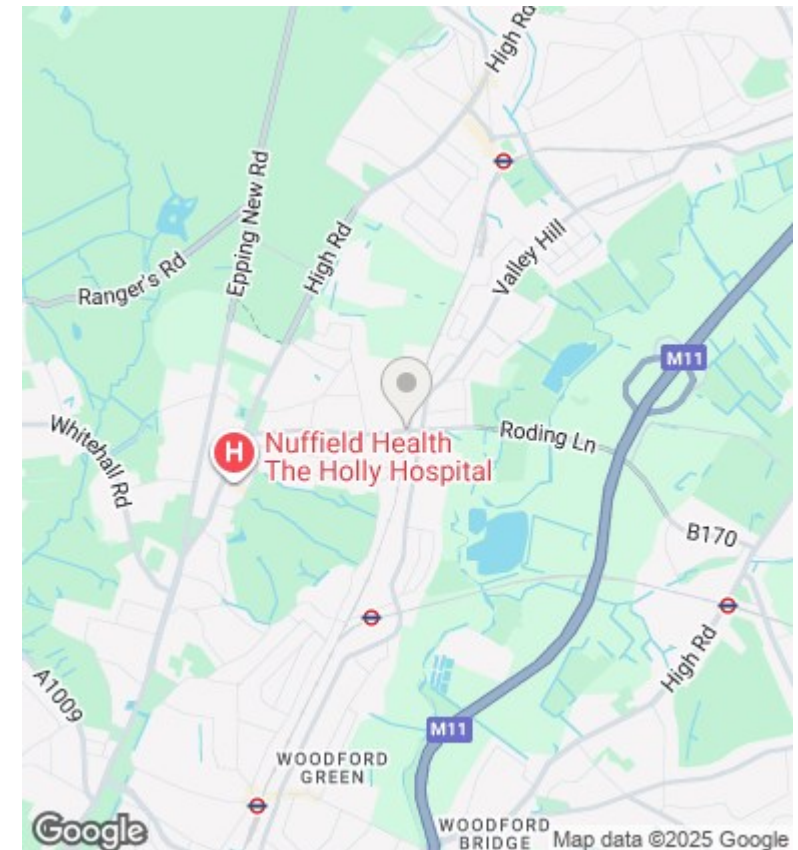 High Rd
Epping New Rd
High Rd
Ranger's Rd
Valley Hill
M11
Whitehall Rd
H
Nuffield Health
The Holly Hospital
Roding Ln
B170
High Rd
A1009
M11
WOODFORD
GREEN
WOODFORD
BRIDGE
Google
Map data ©2025 Google